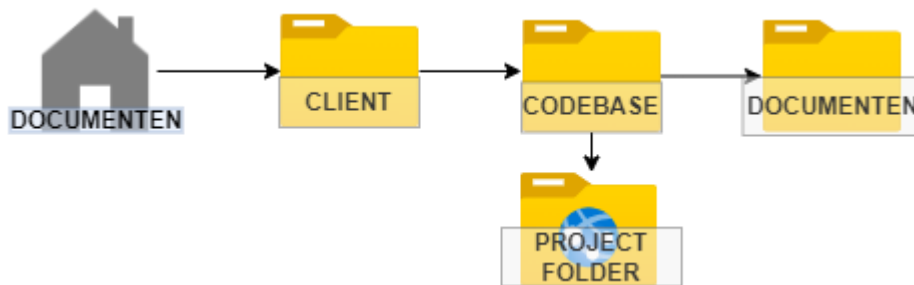 DOCUMENTEN
CLIENT
CODEBASE
DOCUMENTEN
PROJECT
FOLDER